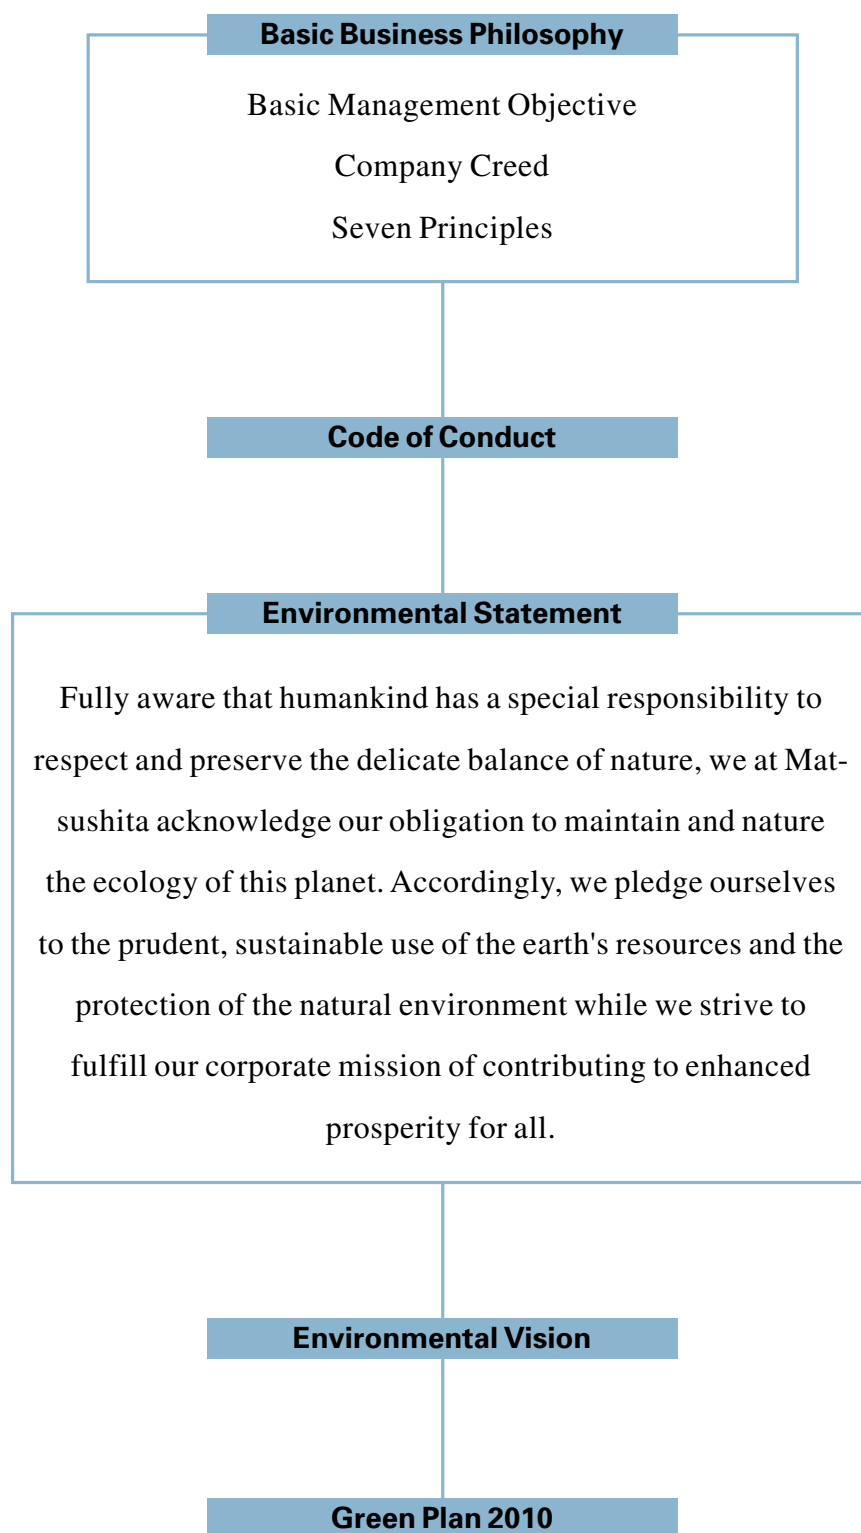 Basic Business Philosophy
Basic Management Objective
Company Creed
Seven Principles
Code of Conduct
Environmental Statement
Fully aware that humankind has a special responsibility to
respect and preserve the delicate balance of nature, we at Mat-
sushita acknowledge our obligation to maintain and nature
the ecology of this planet. Accordingly, we pledge ourselves
to the prudent, sustainable use of the earth's resources and the
protection of the natural environment while we strive to
fulfill our corporate mission of contributing to enhanced
prosperity for all.
Environmental Vision
Green Plan 2010